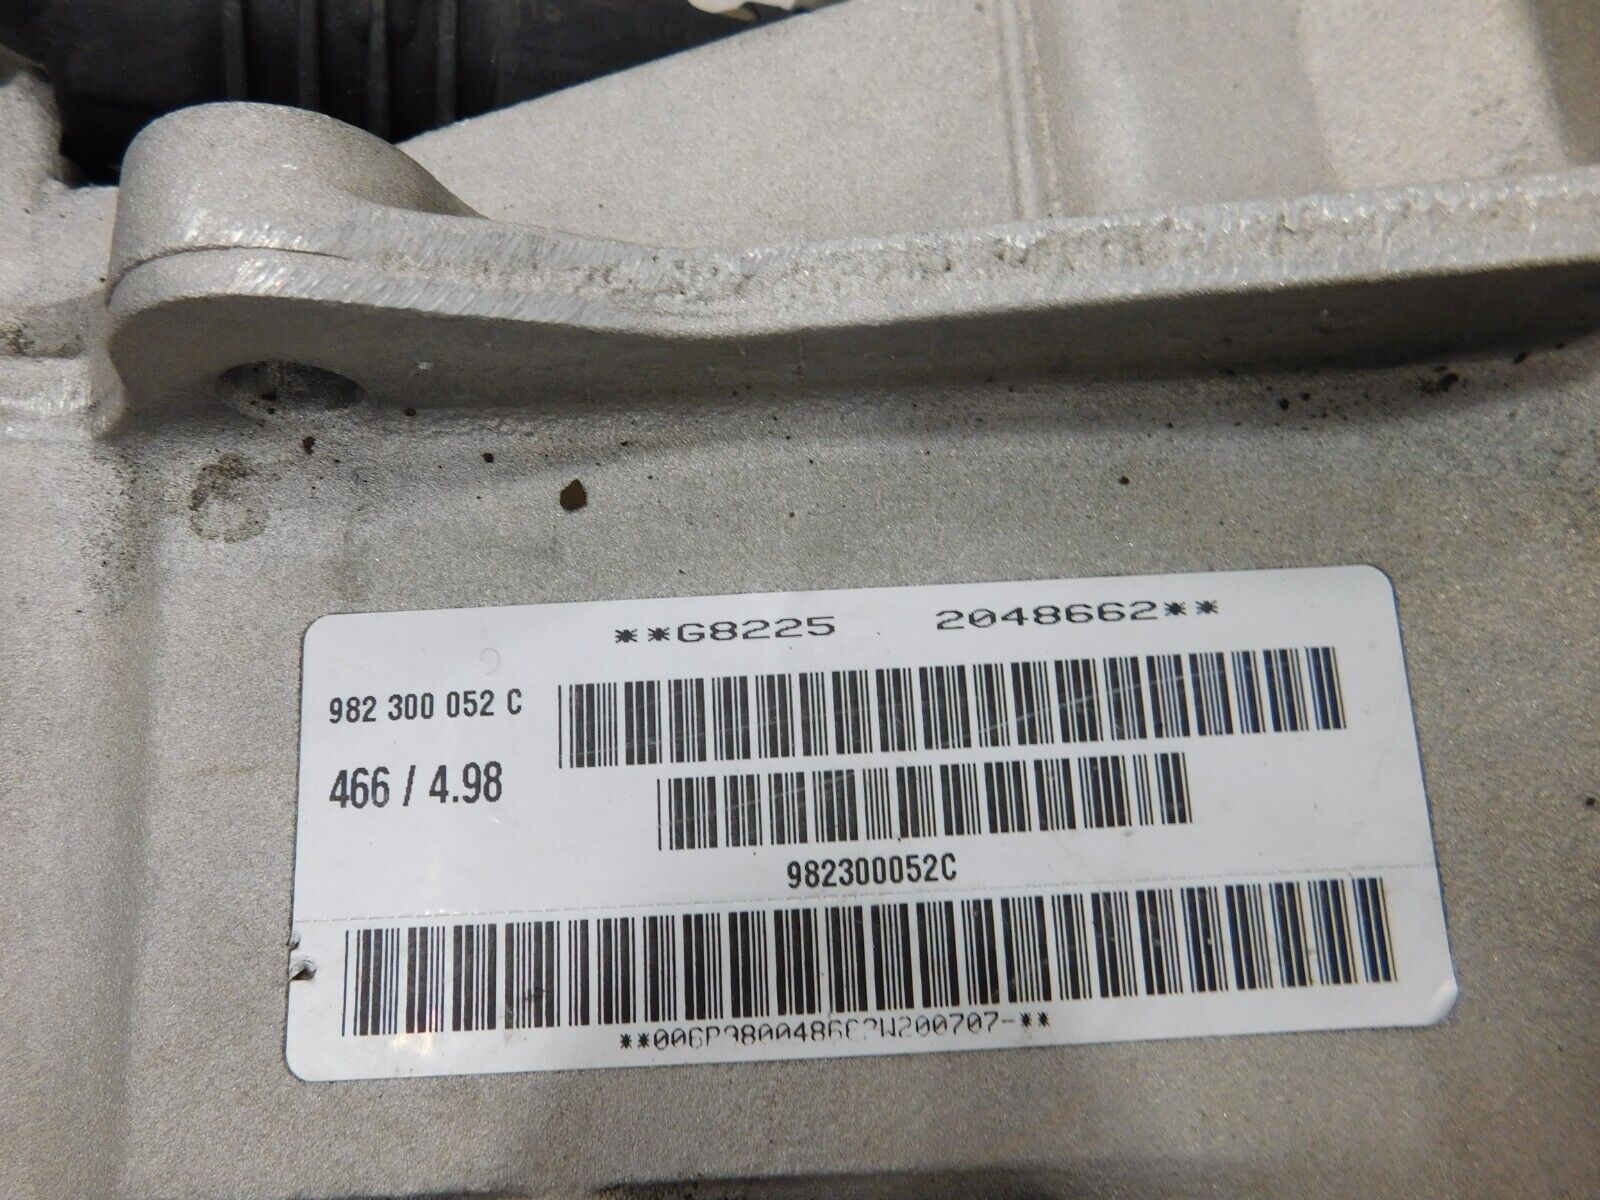 **G8225 2048662**
982 300 052 C
466 / 4.98
982300052C